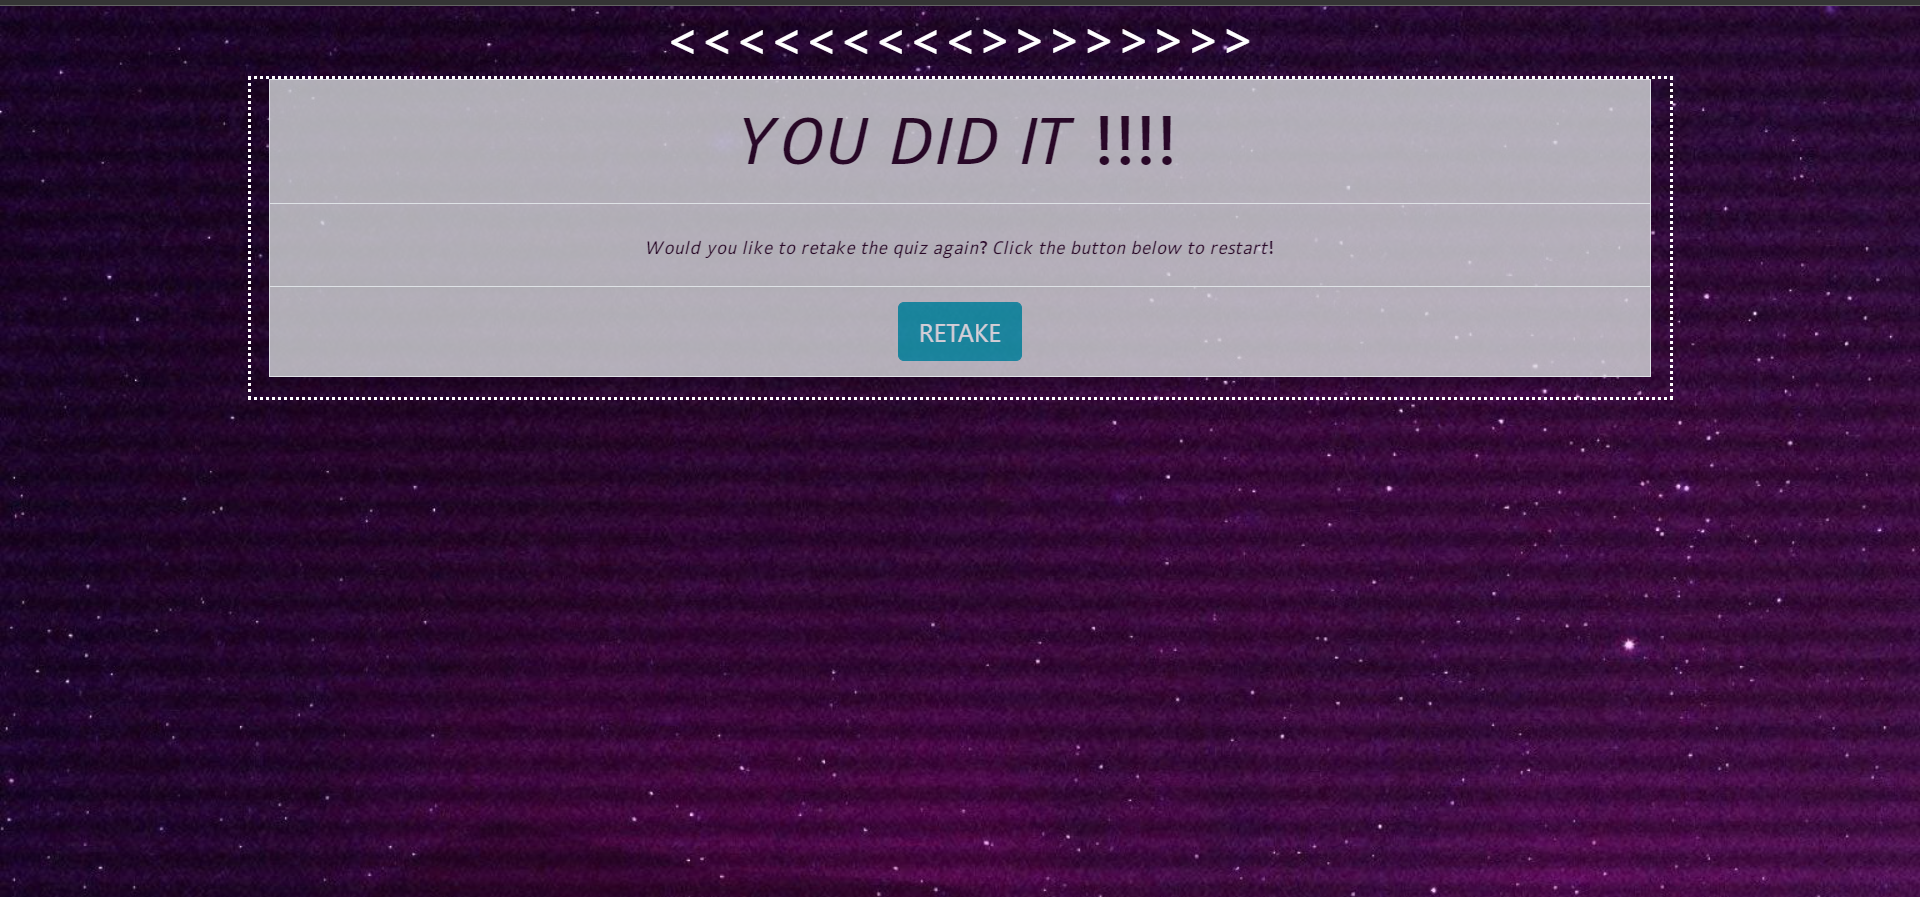 < < < < < < < < < > > > > > > > >
YOU DID IT !!!!
Would you like to retake the quiz again? Click the button below to restart!
RETAKE